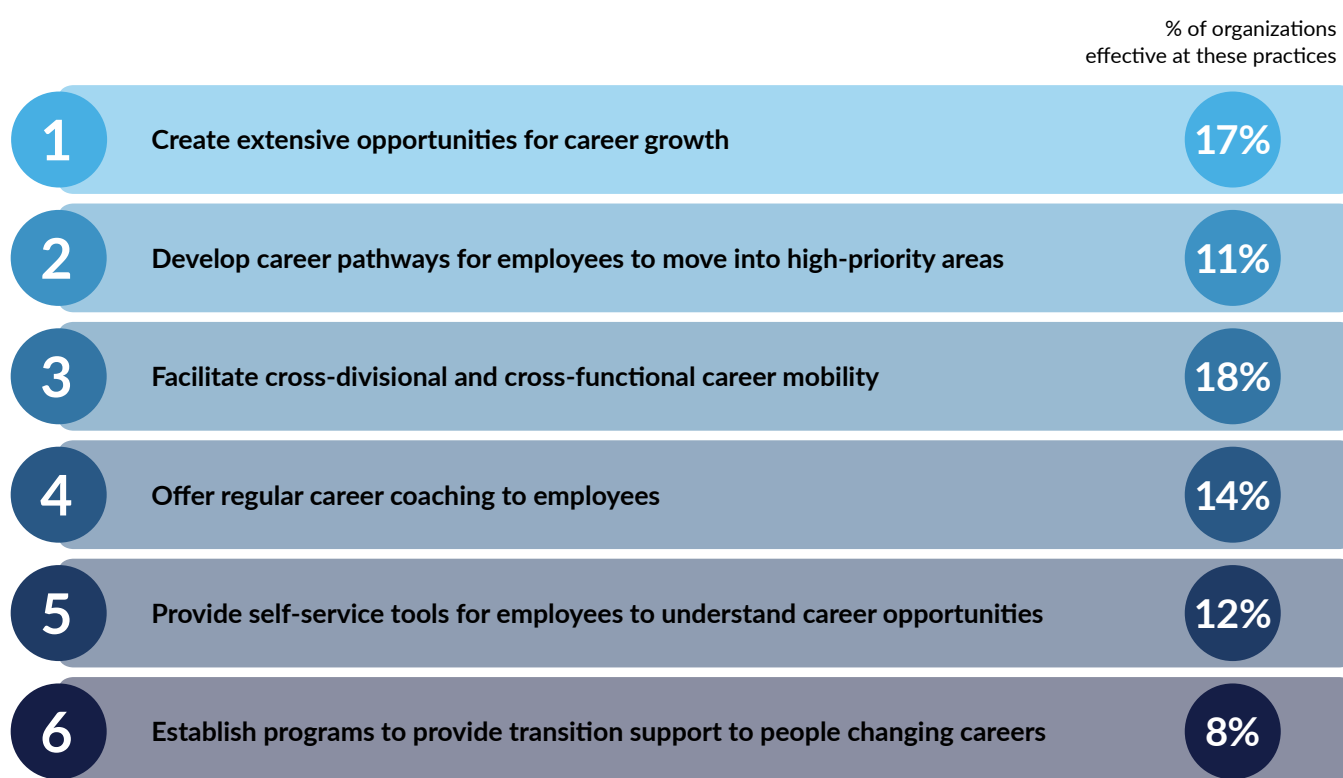 % of organizations
effective at these practices
1 Create extensive opportunities for career growth 17%
2 Develop career pathways for employees to move into high-priority areas 11%
3 Facilitate cross-divisional and cross-functional career mobility 18%
4 Offer regular career coaching to employees 14%
5 Provide self-service tools for employees to understand career opportunities 12%
6 Establish programs to provide transition support to people changing careers 8%